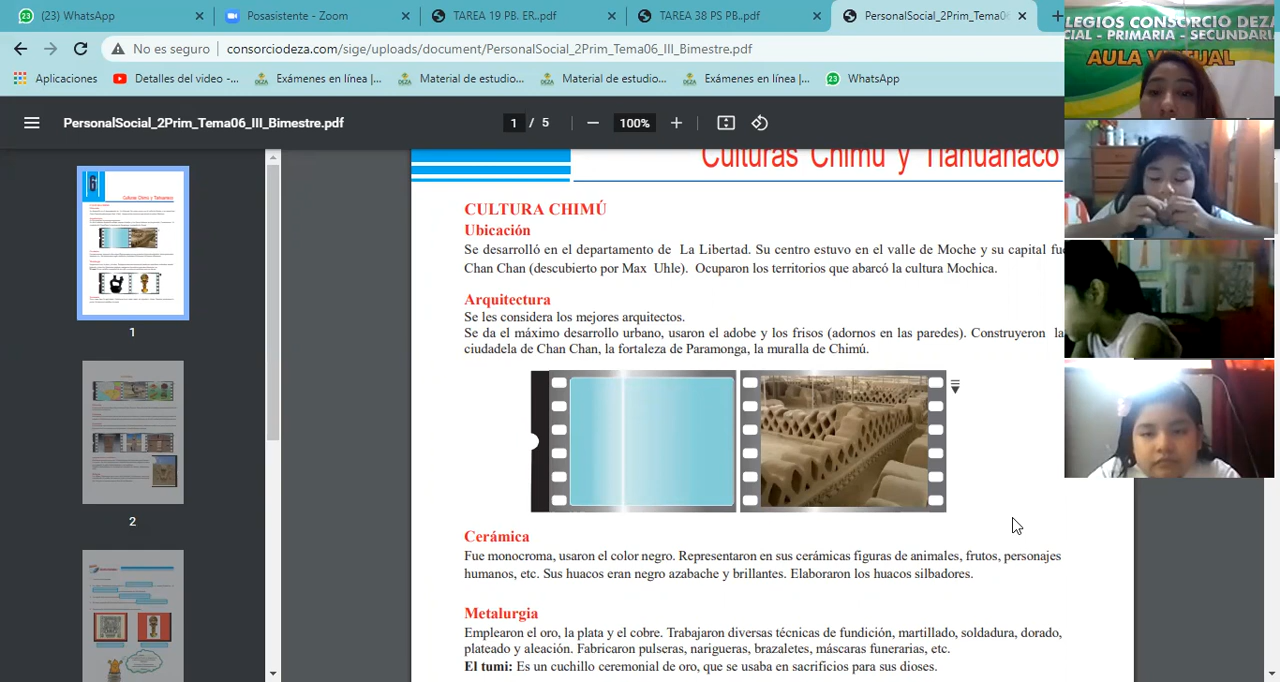 (23) WhatsApp
Posasistente - Zoom
TAREA 19 PB. ER..pdf
TAREA 38 PS PB..pdf
PersonalSocial_2Prim_Tema06
No es seguro
consorciodeza.com/sige/uploads/document/PersonalSocial_2Prim_Tema06_III_Bimestre.pdf
Aplicaciones
Detalles del video -...
Exámenes en línea |...
Material de estudio...
Material de estudio...
Exámenes en línea |...
WhatsApp
PersonalSocial_2Prim_Tema06_III_Bimestre.pdf
1 / 5
100%
1
2
6
Culturas Chimú y Tiahuanaco
CULTURA CHIMÚ
Ubicación
Se desarrolló en el departamento de La Libertad. Su centro estuvo en el valle de Moche y su capital fue
Chan Chan (descubierto por Max Uhle). Ocuparon los territorios que abarcó la cultura Mochica.
Arquitectura
Se les considera los mejores arquitectos.
Se da el máximo desarrollo urbano, usaron el adobe y los frisos (adornos en las paredes). Construyeron la
ciudadela de Chan Chan, la fortaleza de Paramonga, la muralla de Chimú.
Cerámica
Fue monocroma, usaron el color negro. Representaron en sus cerámicas figuras de animales, frutos, personajes
humanos, etc. Sus huacos eran negro azabache y brillantes. Elaboraron los huacos silbadores.
Metalurgia
Emplearon el oro, la plata y el cobre. Trabajaron diversas técnicas de fundición, martillado, soldadura, dorado,
plateado y aleación. Fabricaron pulseras, narigueras, brazaletes, máscaras funerarias, etc.
El tumi: Es un cuchillo ceremonial de oro, que se usaba en sacrificios para sus dioses.
LEGIOS CONSORCIO DEZA
CIAL - PRIMARIA - SECUNDARIA
AULA VIRTUAL